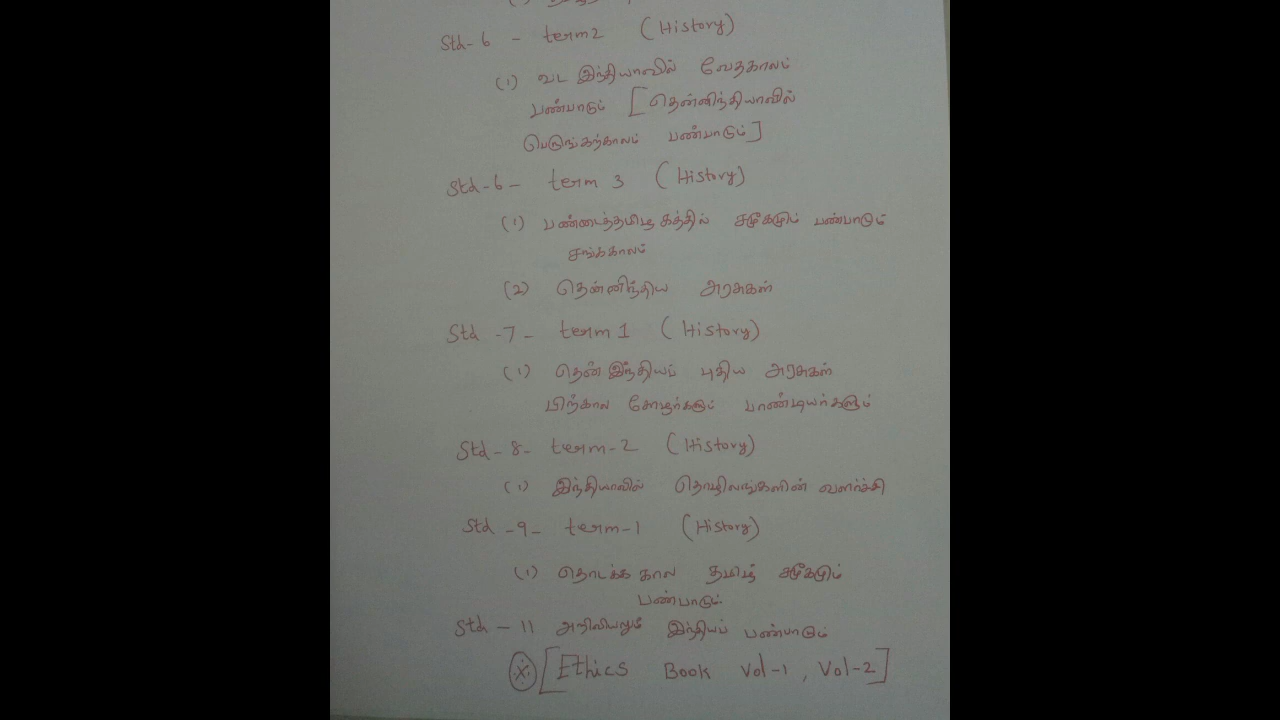 Std-6 - term2 (History)
(1) வட இந்தியாவில் வேதகாலம்
பண்பாடும் [தென்னிந்தியாவில்
பெருங்கற்காலம் பண்பாடும்]
Std-6- term 3 (History)
(1) பண்டைத்தமிழகத்தில் சமூகமும் பண்பாடும்
சங்ககாலம்
(2) தென்னிந்திய அரசுகள்
Std -7- term 1 (History)
(1) தென் இந்தியப் புதிய அரசுகள்
பிற்கால சோழர்களும் பாண்டியர்களும்
Std-8- term-2 (History)
(1) இந்தியாவில் தொழிலங்களின் வளர்ச்சி
Std -9- term-1 (History)
(1) தொடக்க கால தமிழ் சமூகமும்
பண்பாடும்
Std - 11 அறிவியலும் இந்தியப் பண்பாடும்
[Ethics Book Vol-1, Vol-2]